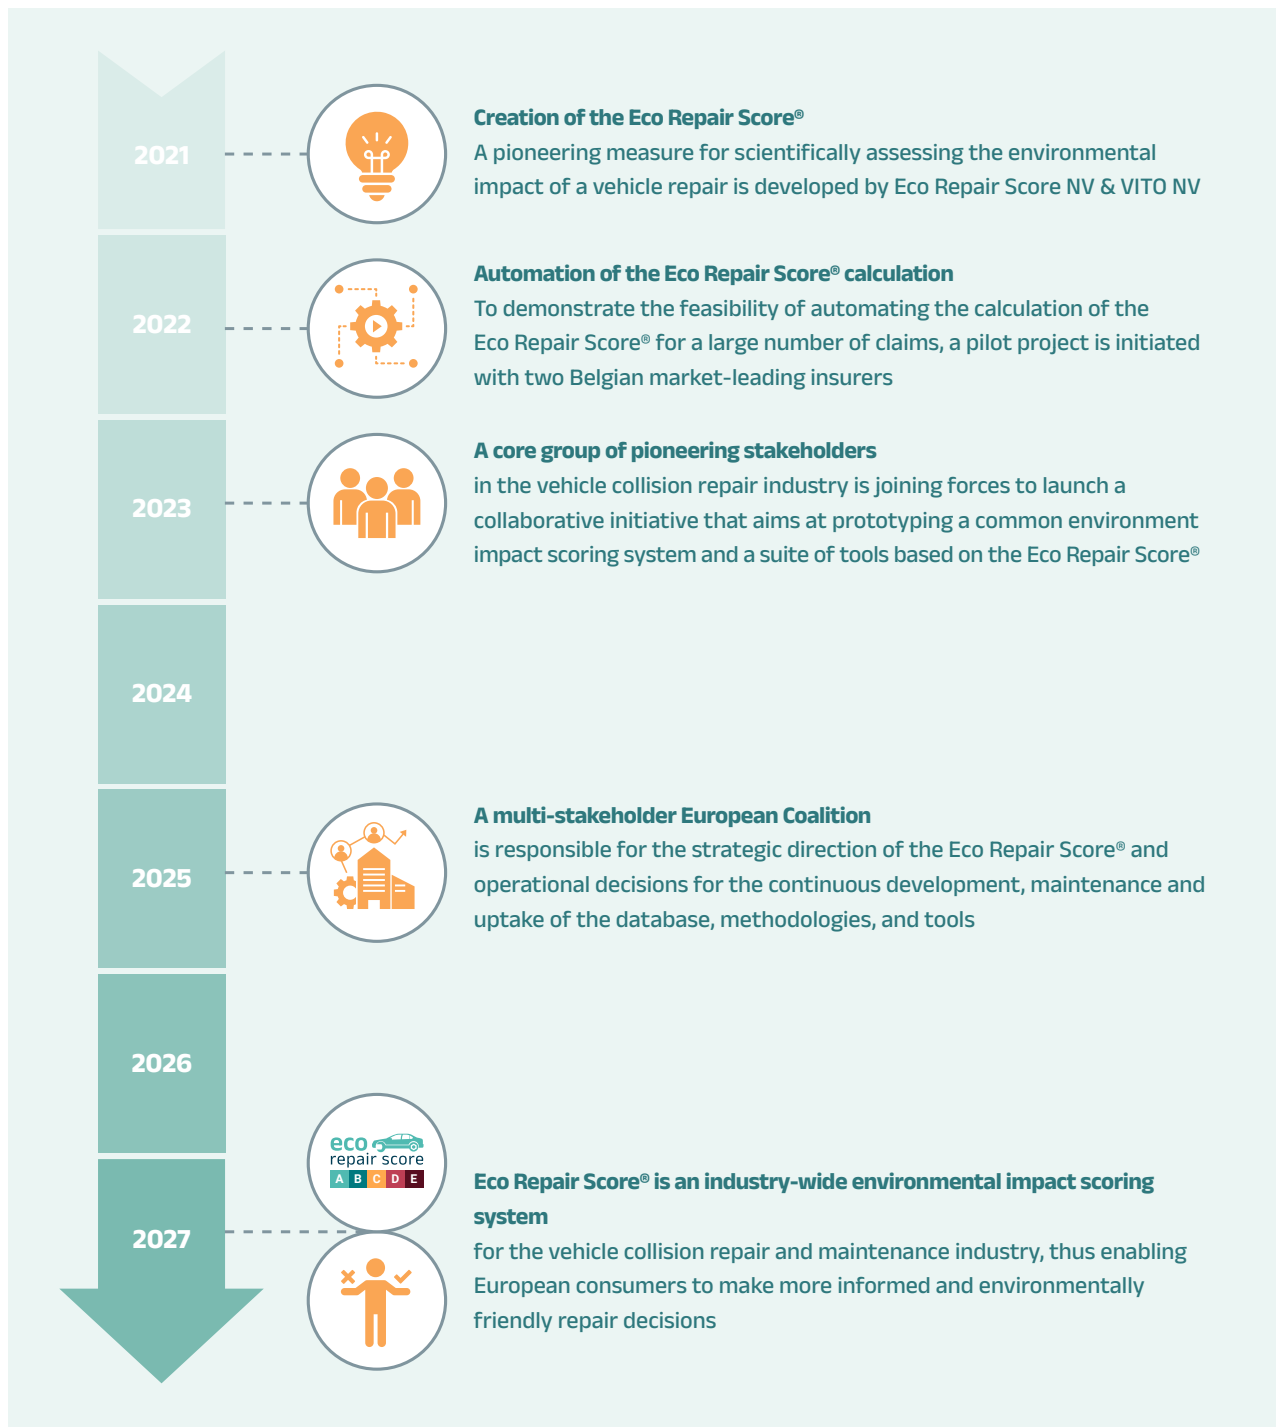 2021
Creation of the Eco Repair Score®
A pioneering measure for scientifically assessing the environmental
impact of a vehicle repair is developed by Eco Repair Score NV & VITO NV
2022
Automation of the Eco Repair Score® calculation
To demonstrate the feasibility of automating the calculation of the
Eco Repair Score® for a large number of claims, a pilot project is initiated
with two Belgian market-leading insurers
2023
A core group of pioneering stakeholders
in the vehicle collision repair industry is joining forces to launch a
collaborative initiative that aims at prototyping a common environment
impact scoring system and a suite of tools based on the Eco Repair Score®
2024
2025
A multi-stakeholder European Coalition
is responsible for the strategic direction of the Eco Repair Score® and
operational decisions for the continuous development, maintenance and
uptake of the database, methodologies, and tools
2026
eco
repair score
A B C D E
2027
Eco Repair Score® is an industry-wide environmental impact scoring
system
for the vehicle collision repair and maintenance industry, thus enabling
European consumers to make more informed and environmentally
friendly repair decisions